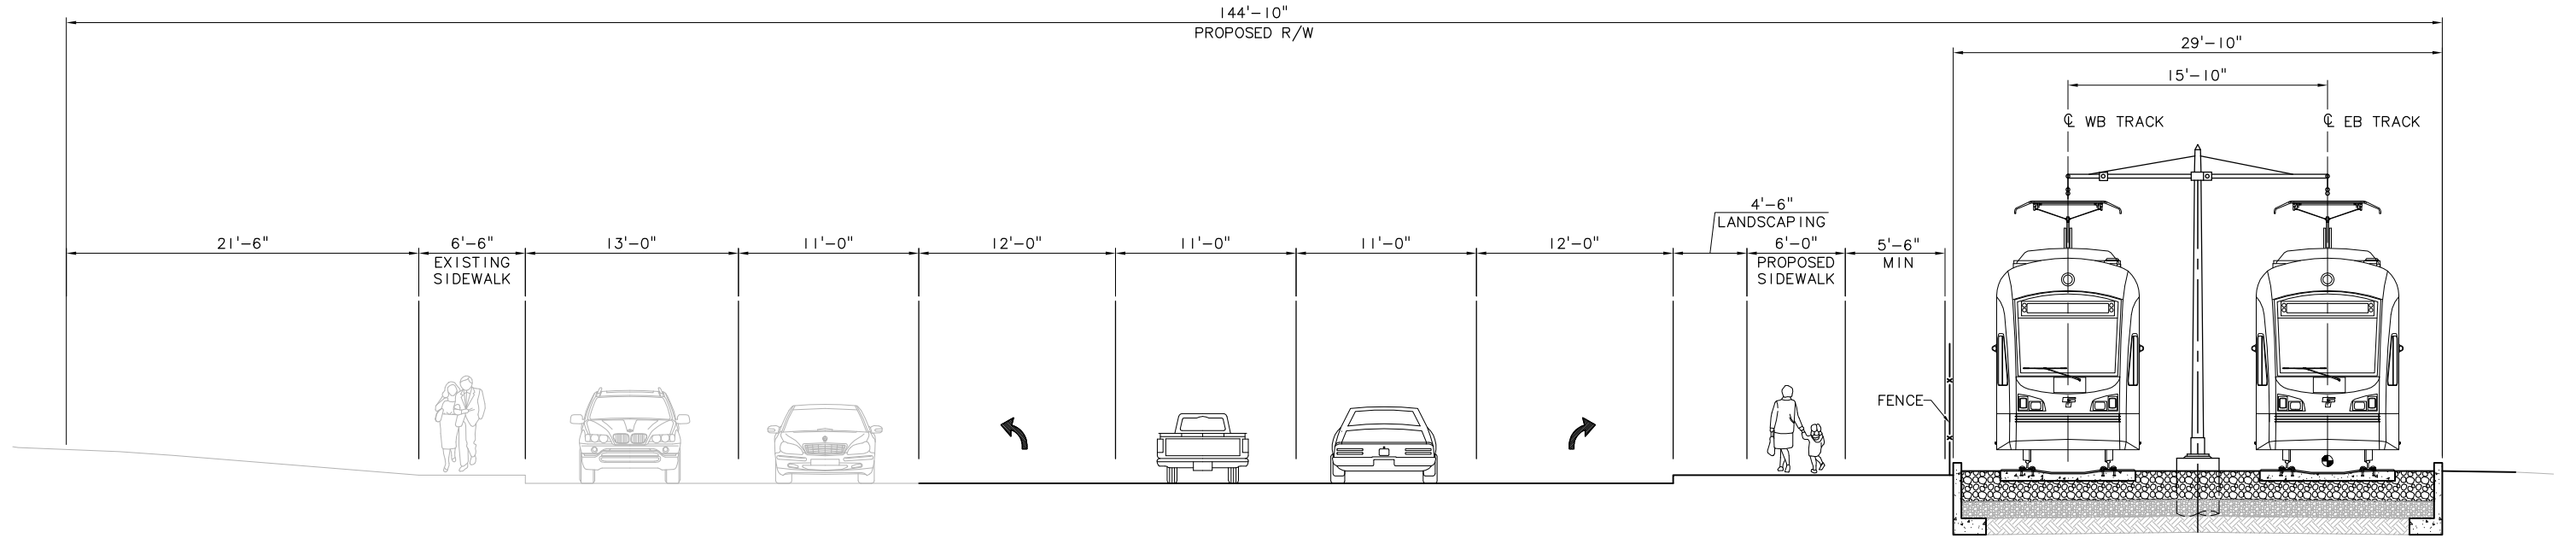 144'-10"
PROPOSED R/W
29'-10"
15'-10"
℄ WB TRACK
℄ EB TRACK
4'-6"
LANDSCAPING
21'-6"
6'-6"
13'-0"
11'-0"
12'-0"
11'-0"
11'-0"
12'-0"
6'-0"
5'-6"
EXISTING
SIDEWALK
PROPOSED
SIDEWALK
MIN
FENCE